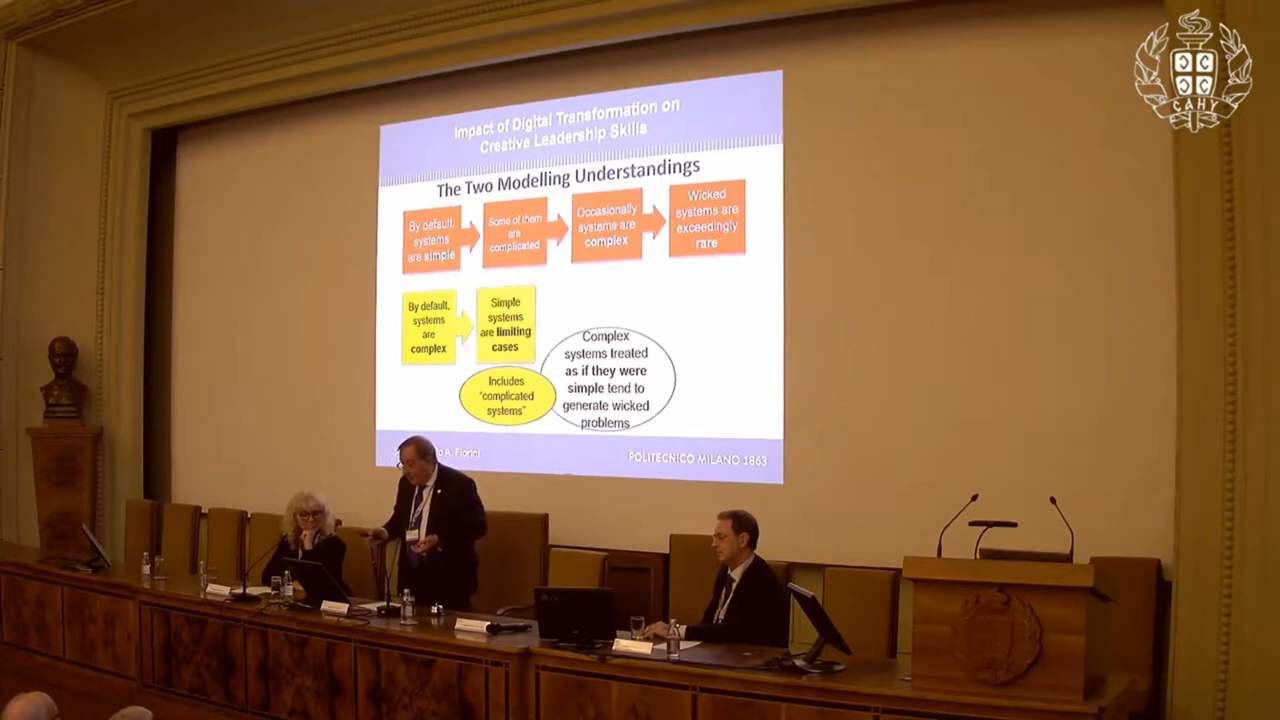 Impact of Digital Transformation on
Creative Leadership Skills
The Two Modelling Understandings
By default,
systems
are simple
Some of them
are
complicated
Occasionally
systems are
complex
Wicked
systems are
exceedingly
rare
By default,
systems
are
complex
Simple
systems
are limiting
cases
Includes
"complicated
systems"
Complex
systems treated
as if they were
simple tend to
generate wicked
problems
A. Fiorini
POLITECNICO MILANO 1863
САНУ